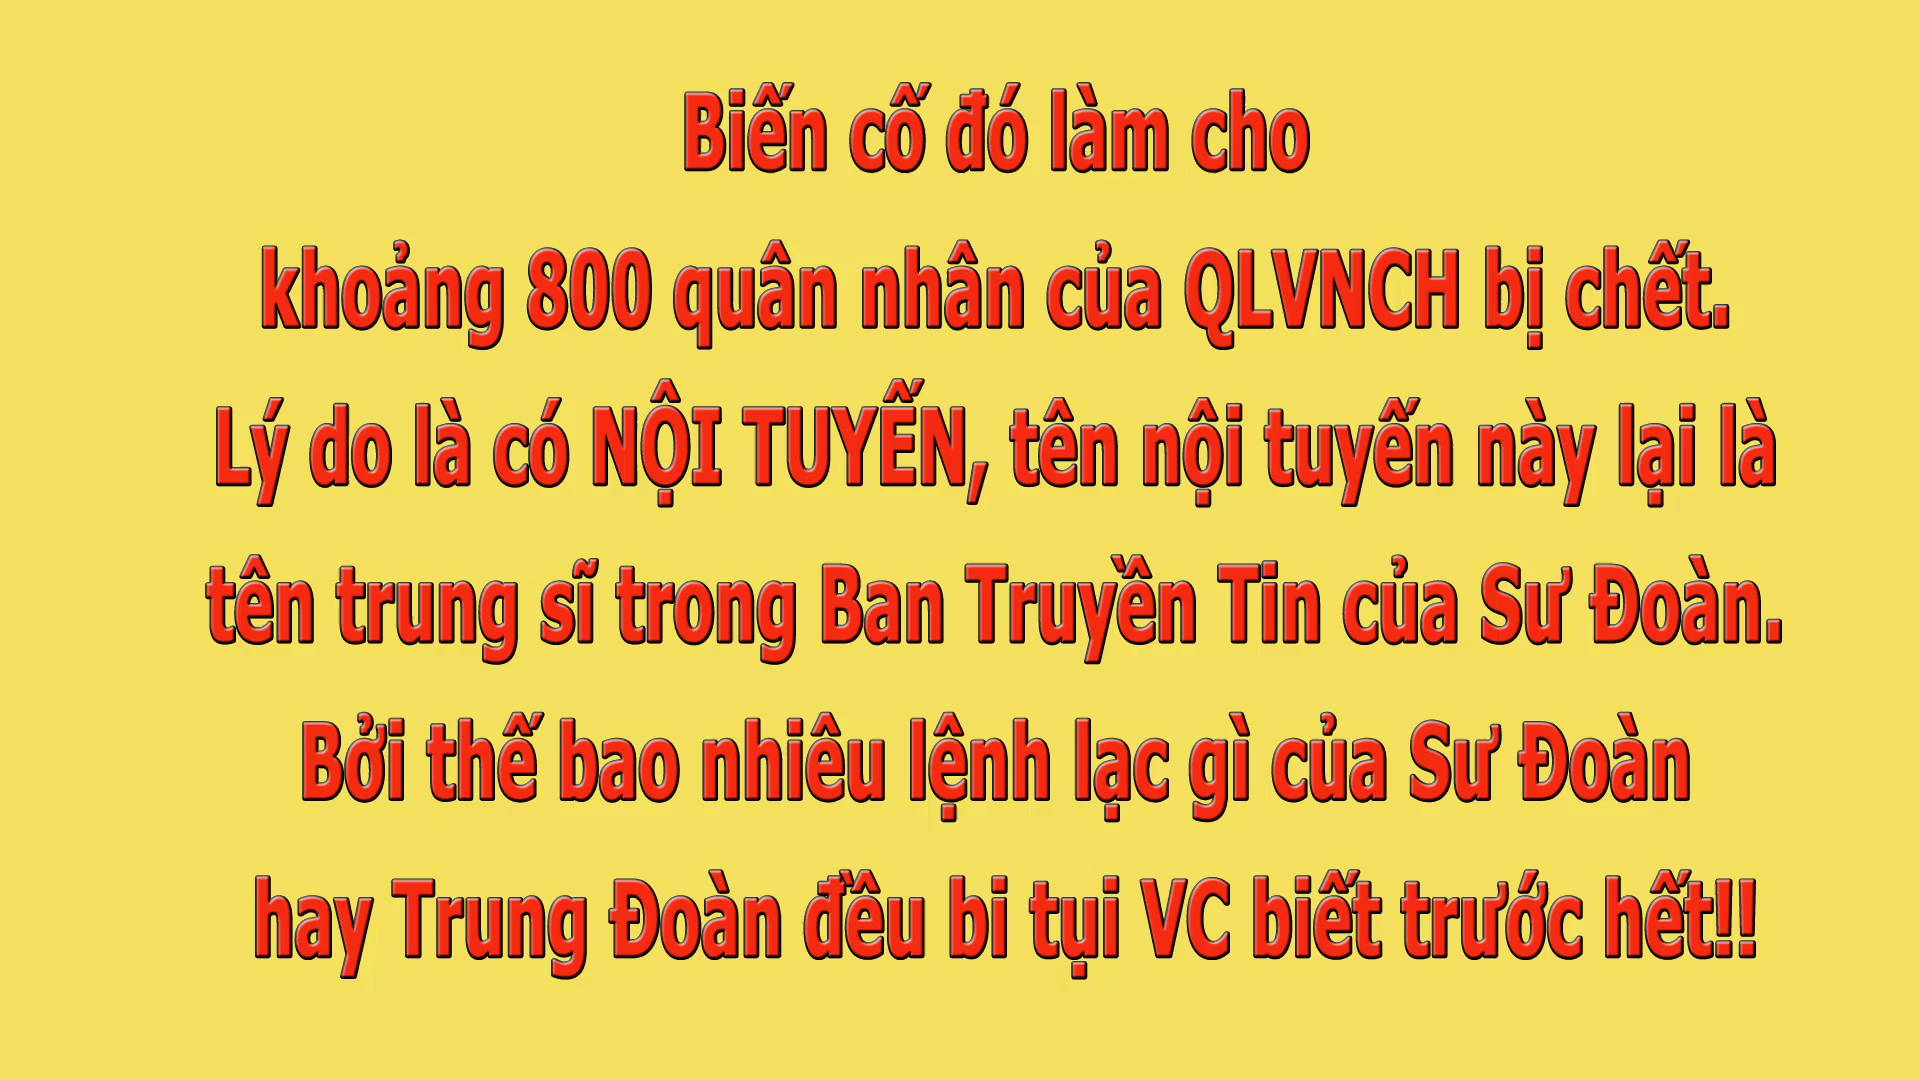 Biến cố đó làm cho
khoảng 800 quân nhân của QLVNCH bị chết.
Lý do là có NỘI TUYẾN, tên nội tuyến này lại là
tên trung sĩ trong Ban Truyền Tin của Sư Đoàn.
Bởi thế bao nhiêu lệnh lạc gì của Sư Đoàn
hay Trung Đoàn đều bi tụi VC biết trước hết!!